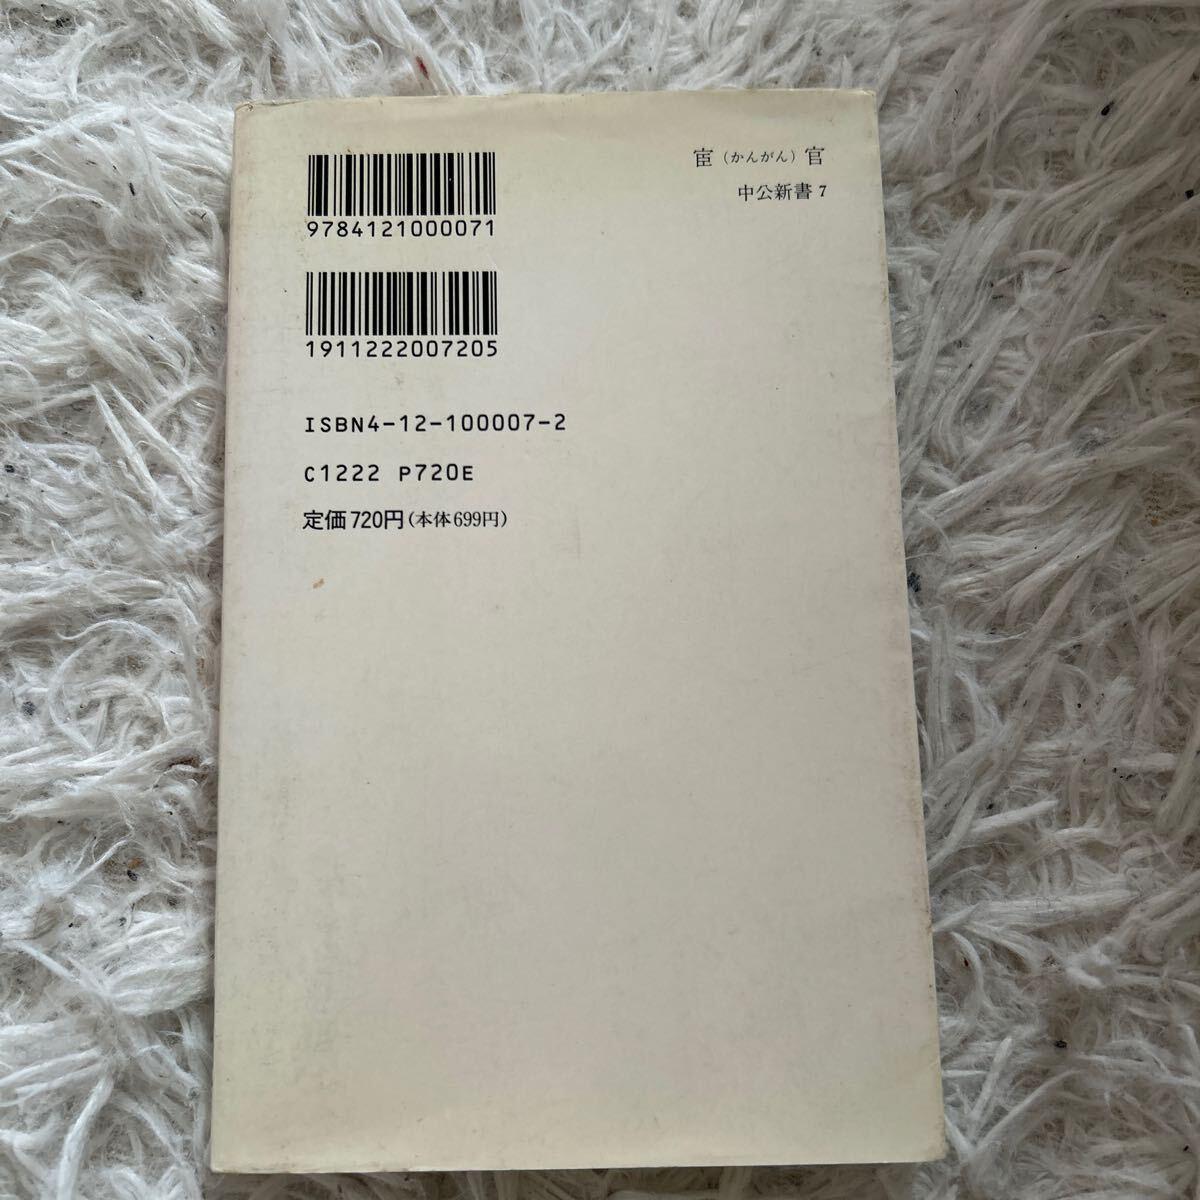 9784121000071
1911222007205
ISBN4-12-100007-2
C1222 P720E
定価720円(本体699円)
宦(かんがん)官
中公新書 7